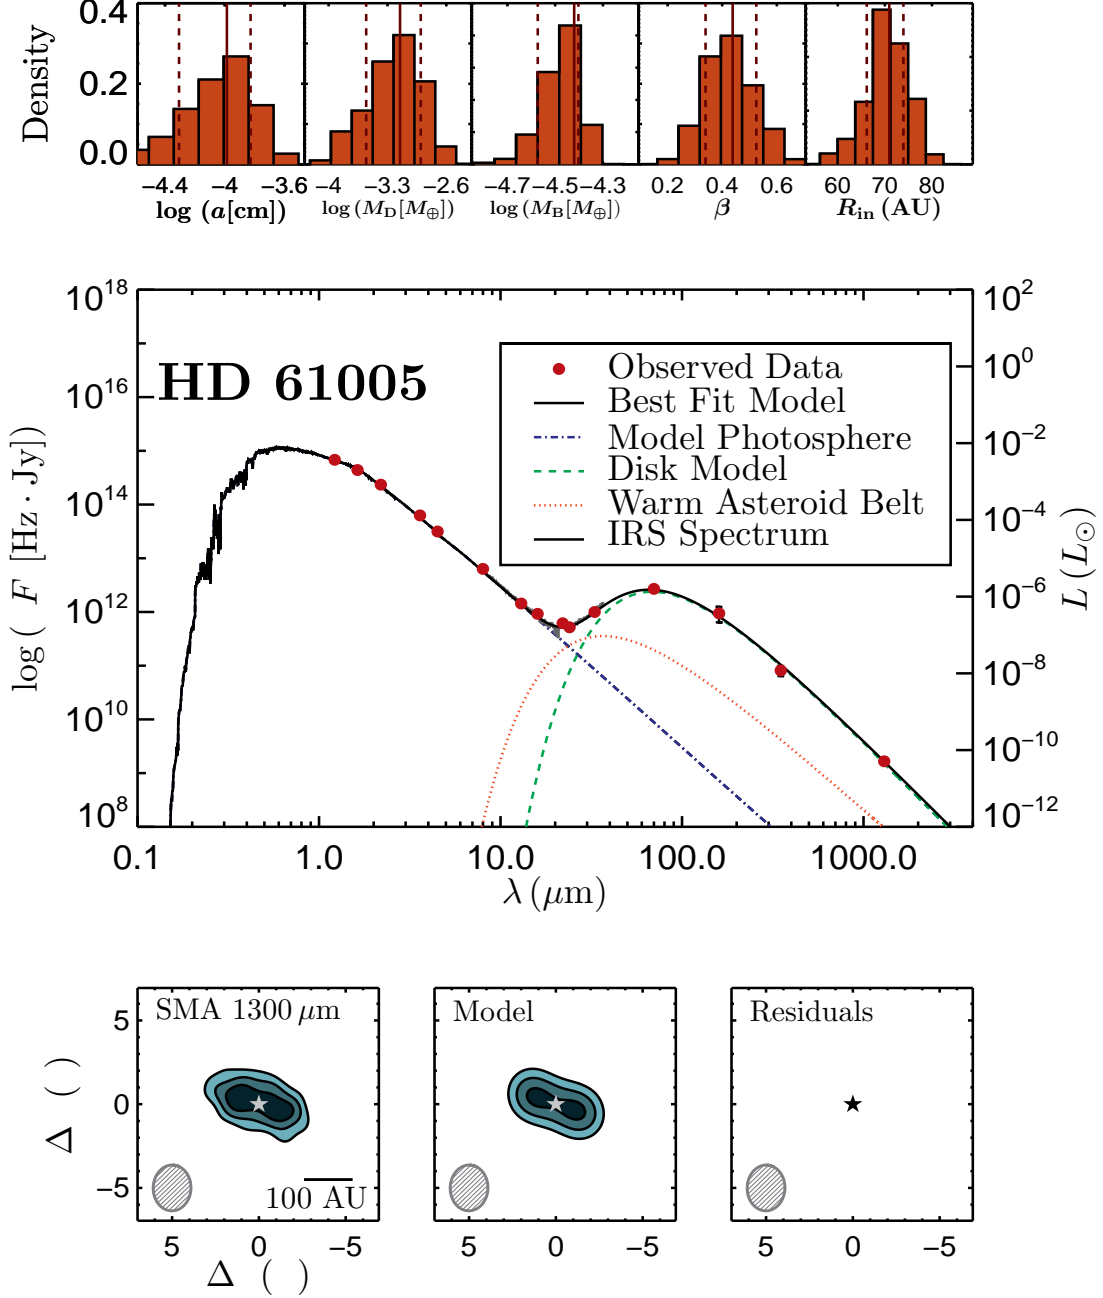 0.4
0.2
0.0
Density
−4.4 −4 −3.6
log (a[cm])
−4 −3.3 −2.6
log (M_D [M_⊕])
−4.7 −4.5 −4.3
log (M_B [M_⊕])
0.2 0.4 0.6
β
60 70 80
R_in (AU)
10^18
10^16
10^14
10^12
10^10
10^8
log ( F [Hz · Jy])
HD 61005
Observed Data
Best Fit Model
Model Photosphere
Disk Model
Warm Asteroid Belt
IRS Spectrum
10^2
10^0
10^−2
10^−4
10^−6
10^−8
10^−10
10^−12
L (L_⊙)
0.1 1.0 10.0 100.0 1000.0
λ (μm)
SMA 1300 μm
Model
Residuals
5
0
−5
Δ ( )
100 AU
5 0 −5
5 0 −5
5 0 −5
Δ ( )